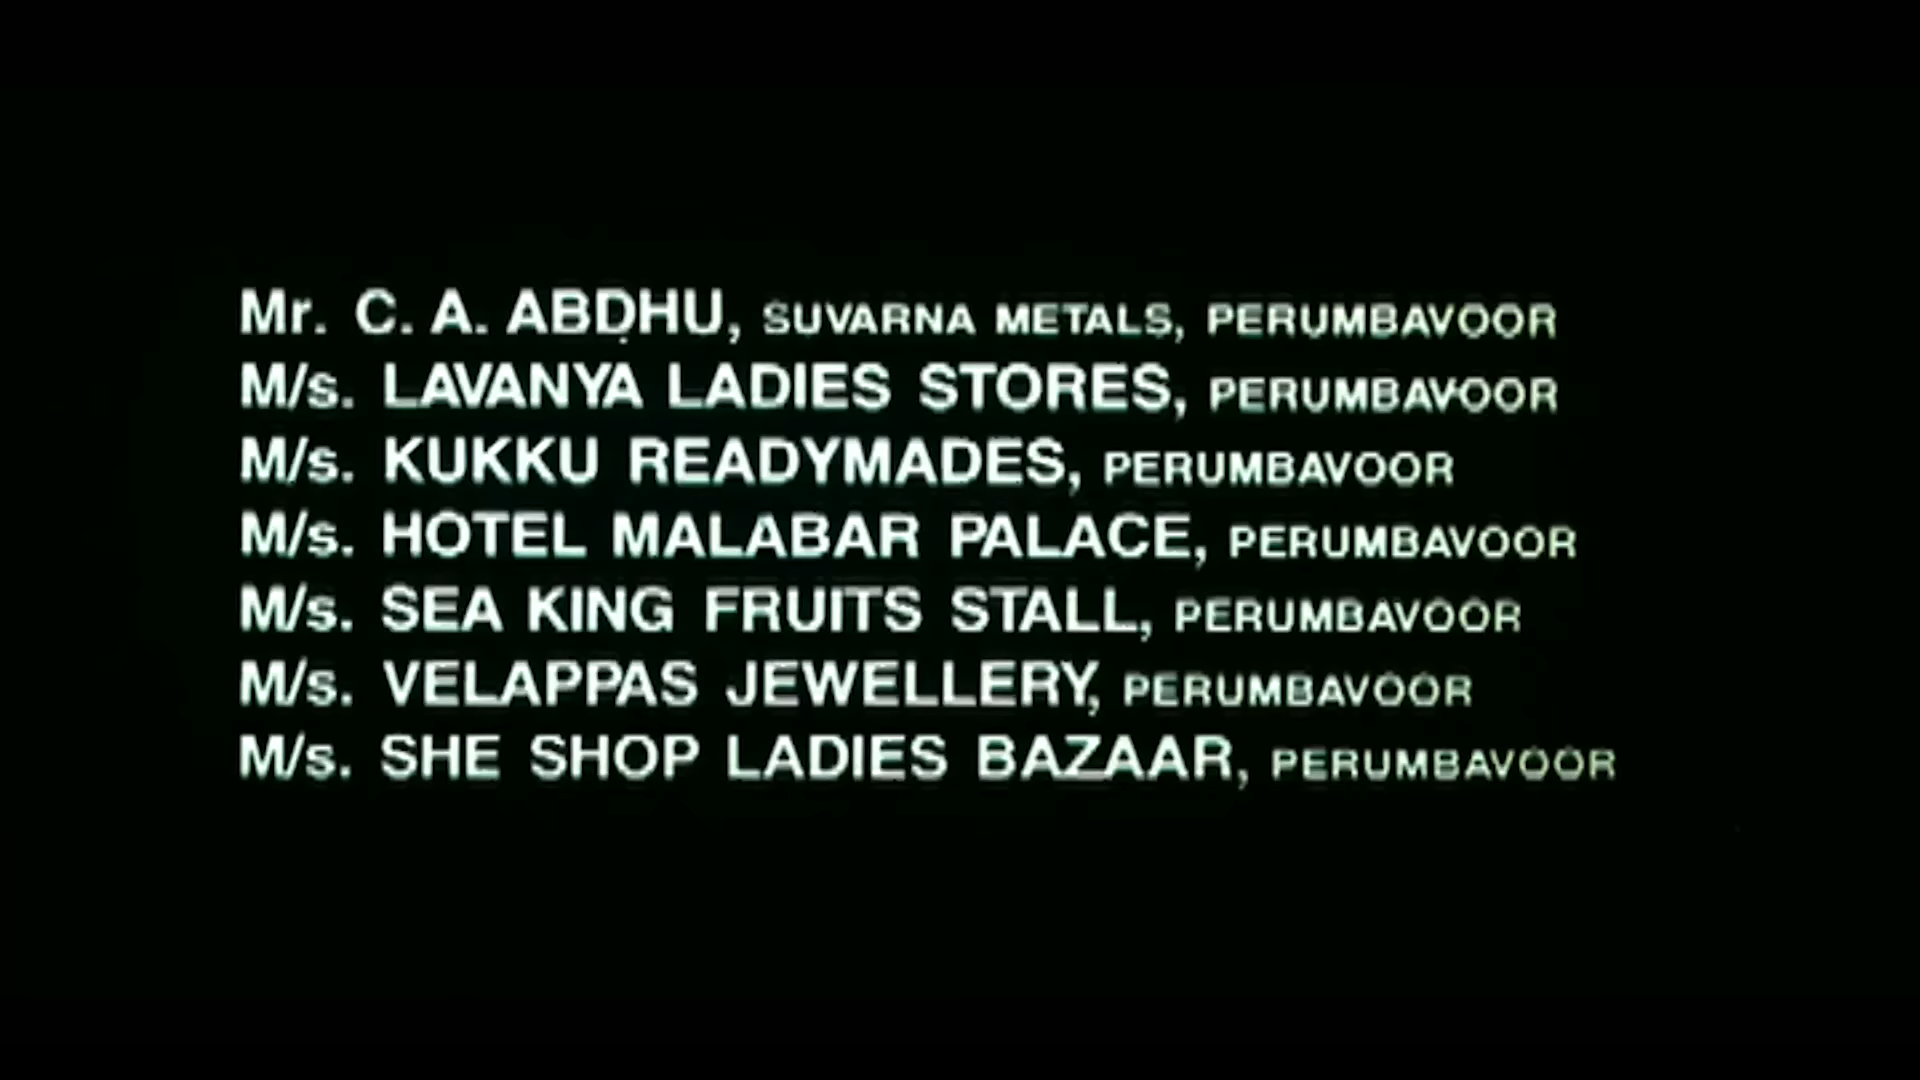 Mr. C. A. ABDHU, SUVARNA METALS, PERUMBAVOOR
M/s. LAVANYA LADIES STORES, PERUMBAVOOR
M/s. KUKKU READYMADES, PERUMBAVOOR
M/s. HOTEL MALABAR PALACE, PERUMBAVOOR
M/s. SEA KING FRUITS STALL, PERUMBAVOOR
M/s. VELAPPAS JEWELLERY, PERUMBAVOOR
M/s. SHE SHOP LADIES BAZAAR, PERUMBAVOOR